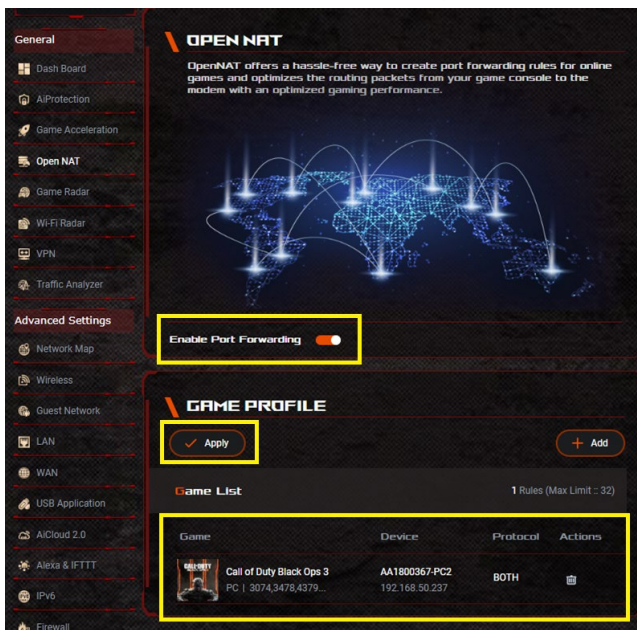 General
Dash Board
AiProtection
Game Acceleration
Open NAT
Game Radar
Wi-Fi Radar
VPN
Traffic Analyzer
Advanced Settings
Network Map
Wireless
Guest Network
LAN
WAN
USB Application
AiCloud 2.0
Alexa & IFTTT
IPv6
Firewall
OPEN NAT
OpenNAT offers a hassle-free way to create port forwarding rules for online
games and optimizes the routing packets from your game console to the
modem with an optimized gaming performance.
Enable Port Forwarding
GAME PROFILE
Apply
Add
Game List
1 Rules (Max Limit :: 32)
Game Device Protocol Actions
CALL OF DUTY
Call of Duty Black Ops 3 AA1800367-PC2 BOTH
PC | 3074,3478,4379... 192.168.50.237